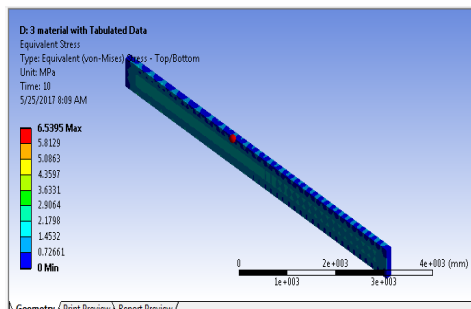 D: 3 material with Tabulated Data
Equivalent Stress
Type: Equivalent (von-Mises) Stress - Top/Bottom
Unit: MPa
Time: 10
5/25/2017 8:09 AM
6.5395 Max
5.8129
5.0863
4.3597
3.6331
2.9064
2.1798
1.4532
0.72661
0 Min
0 2e+003 4e+003 (mm)
1e+003 3e+003
Geometry Print Preview Report Preview